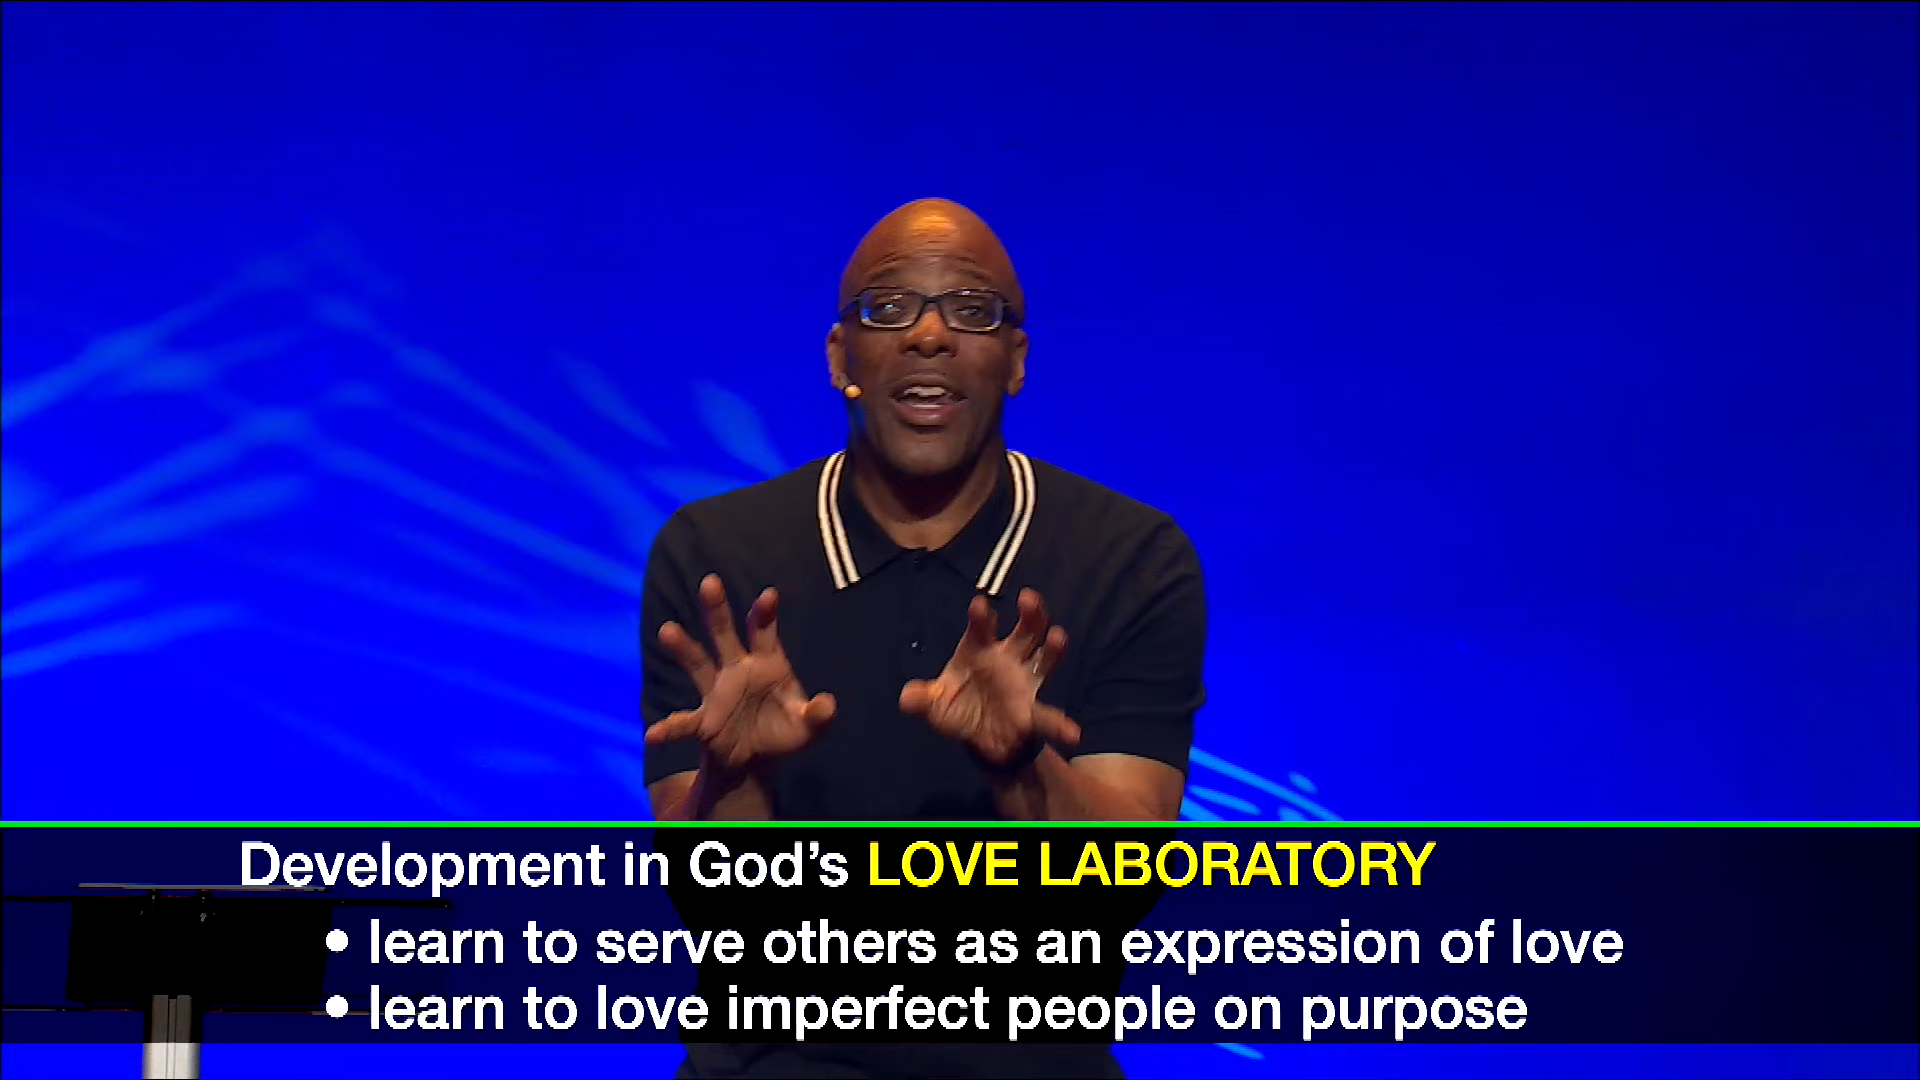 Development in God’s LOVE LABORATORY
• learn to serve others as an expression of love
• learn to love imperfect people on purpose